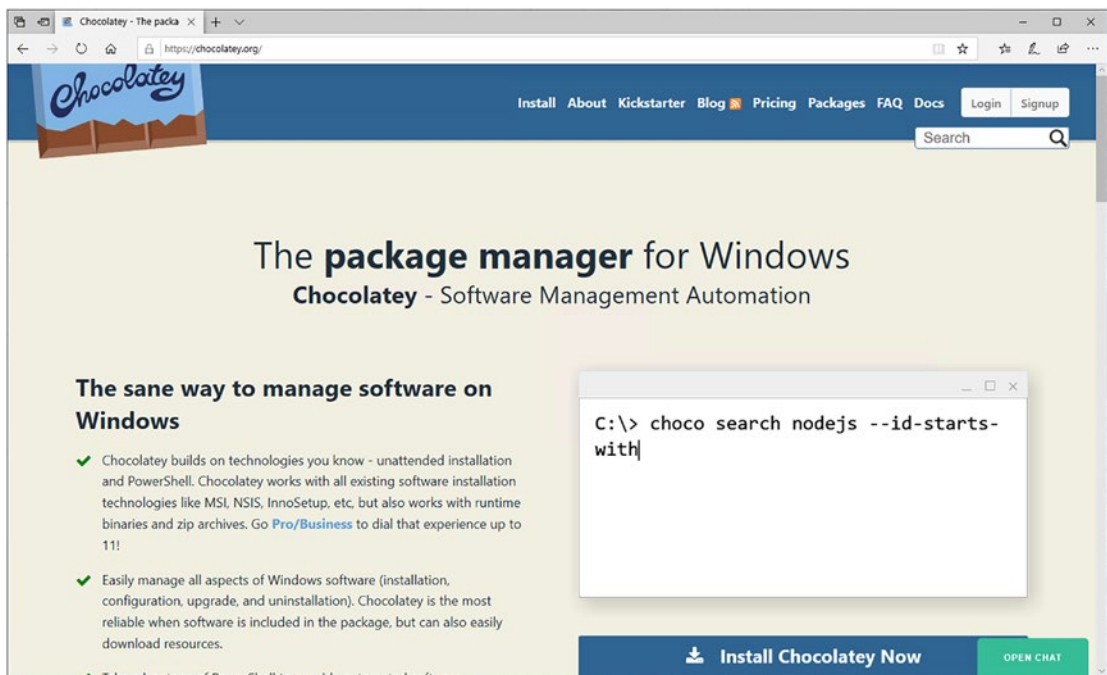 Chocolatey - The packa
https://chocolatey.org/
Chocolatey
Install About Kickstarter Blog Pricing Packages FAQ Docs Login Signup
Search
The package manager for Windows
Chocolatey - Software Management Automation
The sane way to manage software on
Windows
Chocolatey builds on technologies you know - unattended installation
and PowerShell. Chocolatey works with all existing software installation
technologies like MSI, NSIS, InnoSetup, etc, but also works with runtime
binaries and zip archives. Go Pro/Business to dial that experience up to
11!
Easily manage all aspects of Windows software (installation,
configuration, upgrade, and uninstallation). Chocolatey is the most
reliable when software is included in the package, but can also easily
download resources.
C:\> choco search nodejs --id-starts-
with
Install Chocolatey Now
OPEN CHAT